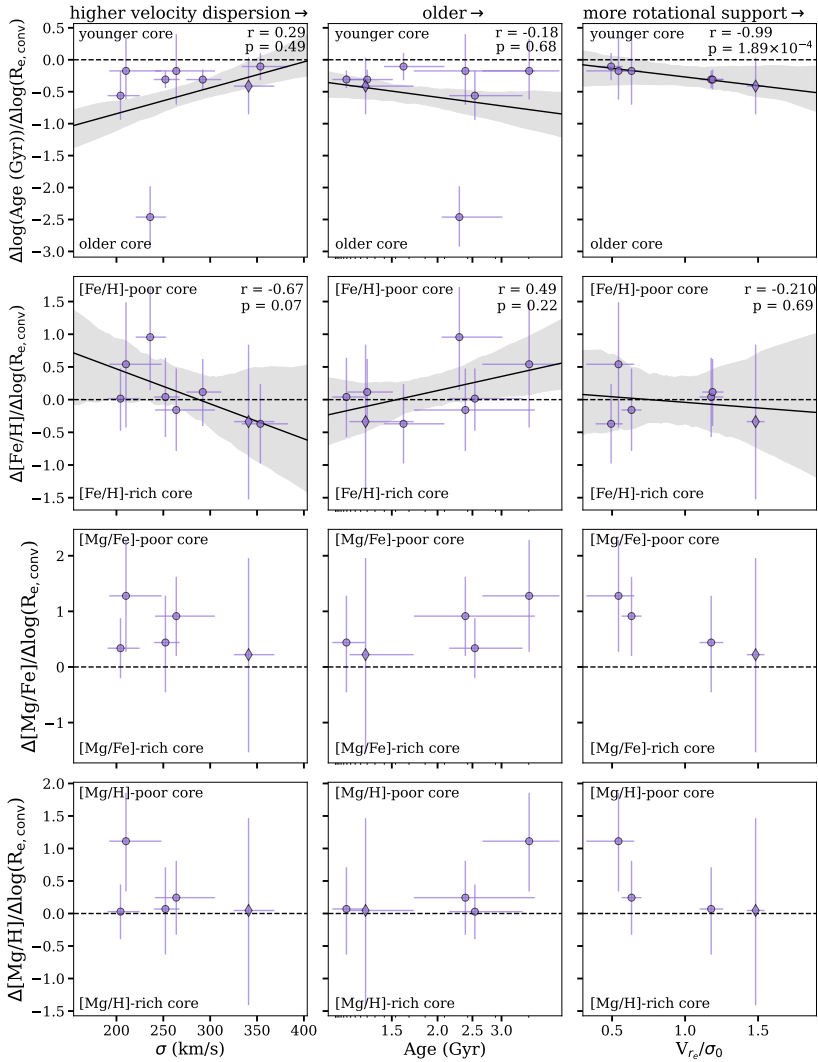 higher velocity dispersion → older → more rotational support →
younger core r = 0.29 younger core r = -0.18 younger core r = -0.99
p = 0.49 p = 0.68 p = 1.89×10⁻⁴
Δlog(Age (Gyr))/Δlog(Rₑ,conv)
0.5
0.0
−0.5
−1.0
−1.5
−2.0
−2.5
−3.0
older core older core older core
[Fe/H]-poor core r = -0.67 [Fe/H]-poor core r = 0.49 [Fe/H]-poor core r = -0.210
p = 0.07 p = 0.22 p = 0.69
Δ[Fe/H]/Δlog(Rₑ,conv)
1.5
1.0
0.5
0.0
−0.5
−1.0
−1.5
[Fe/H]-rich core [Fe/H]-rich core [Fe/H]-rich core
[Mg/Fe]-poor core [Mg/Fe]-poor core [Mg/Fe]-poor core
Δ[Mg/Fe]/Δlog(Rₑ,conv)
2
1
0
−1
[Mg/Fe]-rich core [Mg/Fe]-rich core [Mg/Fe]-rich core
[Mg/H]-poor core [Mg/H]-poor core [Mg/H]-poor core
Δ[Mg/H]/Δlog(Rₑ,conv)
2.0
1.5
1.0
0.5
0.0
−0.5
−1.0
−1.5
[Mg/H]-rich core [Mg/H]-rich core [Mg/H]-rich core
200 250 300 350 400 1.5 2.0 2.5 3.0 0.5 1.0 1.5
σ (km/s) Age (Gyr) V_rₑ/σ₀